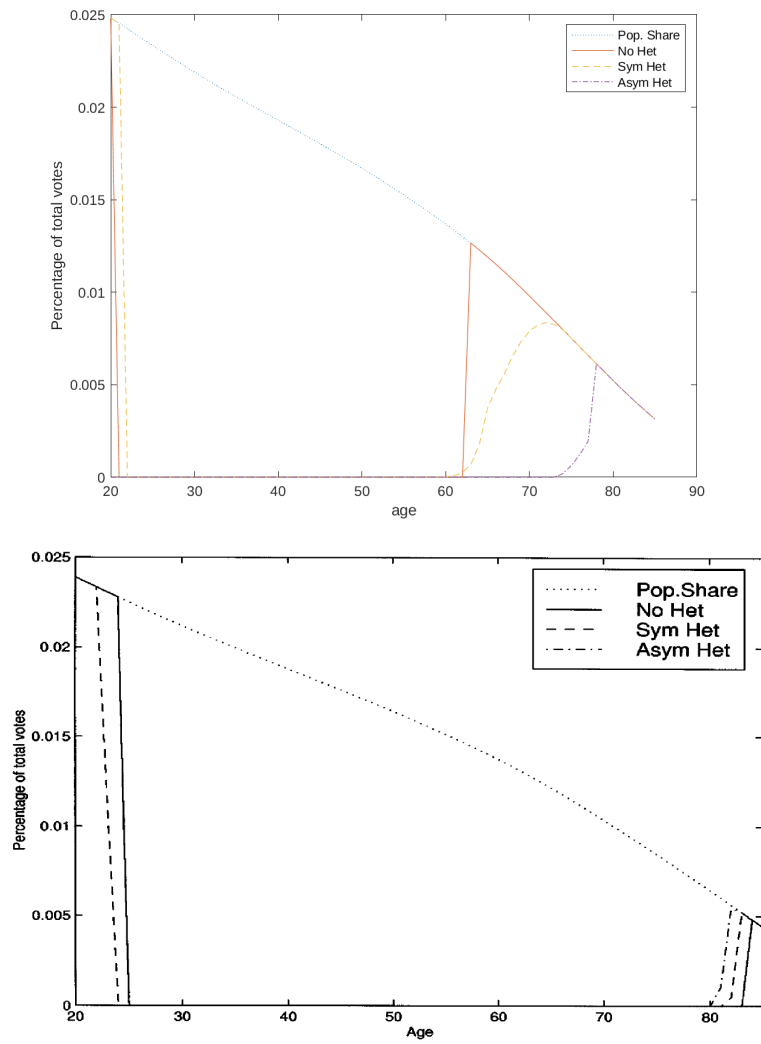 0.025
0.02
0.015
0.01
0.005
0
Percentage of total votes
20 30 40 50 60 70 80 90
age
Pop. Share
No Het
Sym Het
Asym Het
0.025
0.02
0.015
0.01
0.005
0
Percentage of total votes
20 30 40 50 60 70 80
Age
Pop.Share
No Het
Sym Het
Asym Het